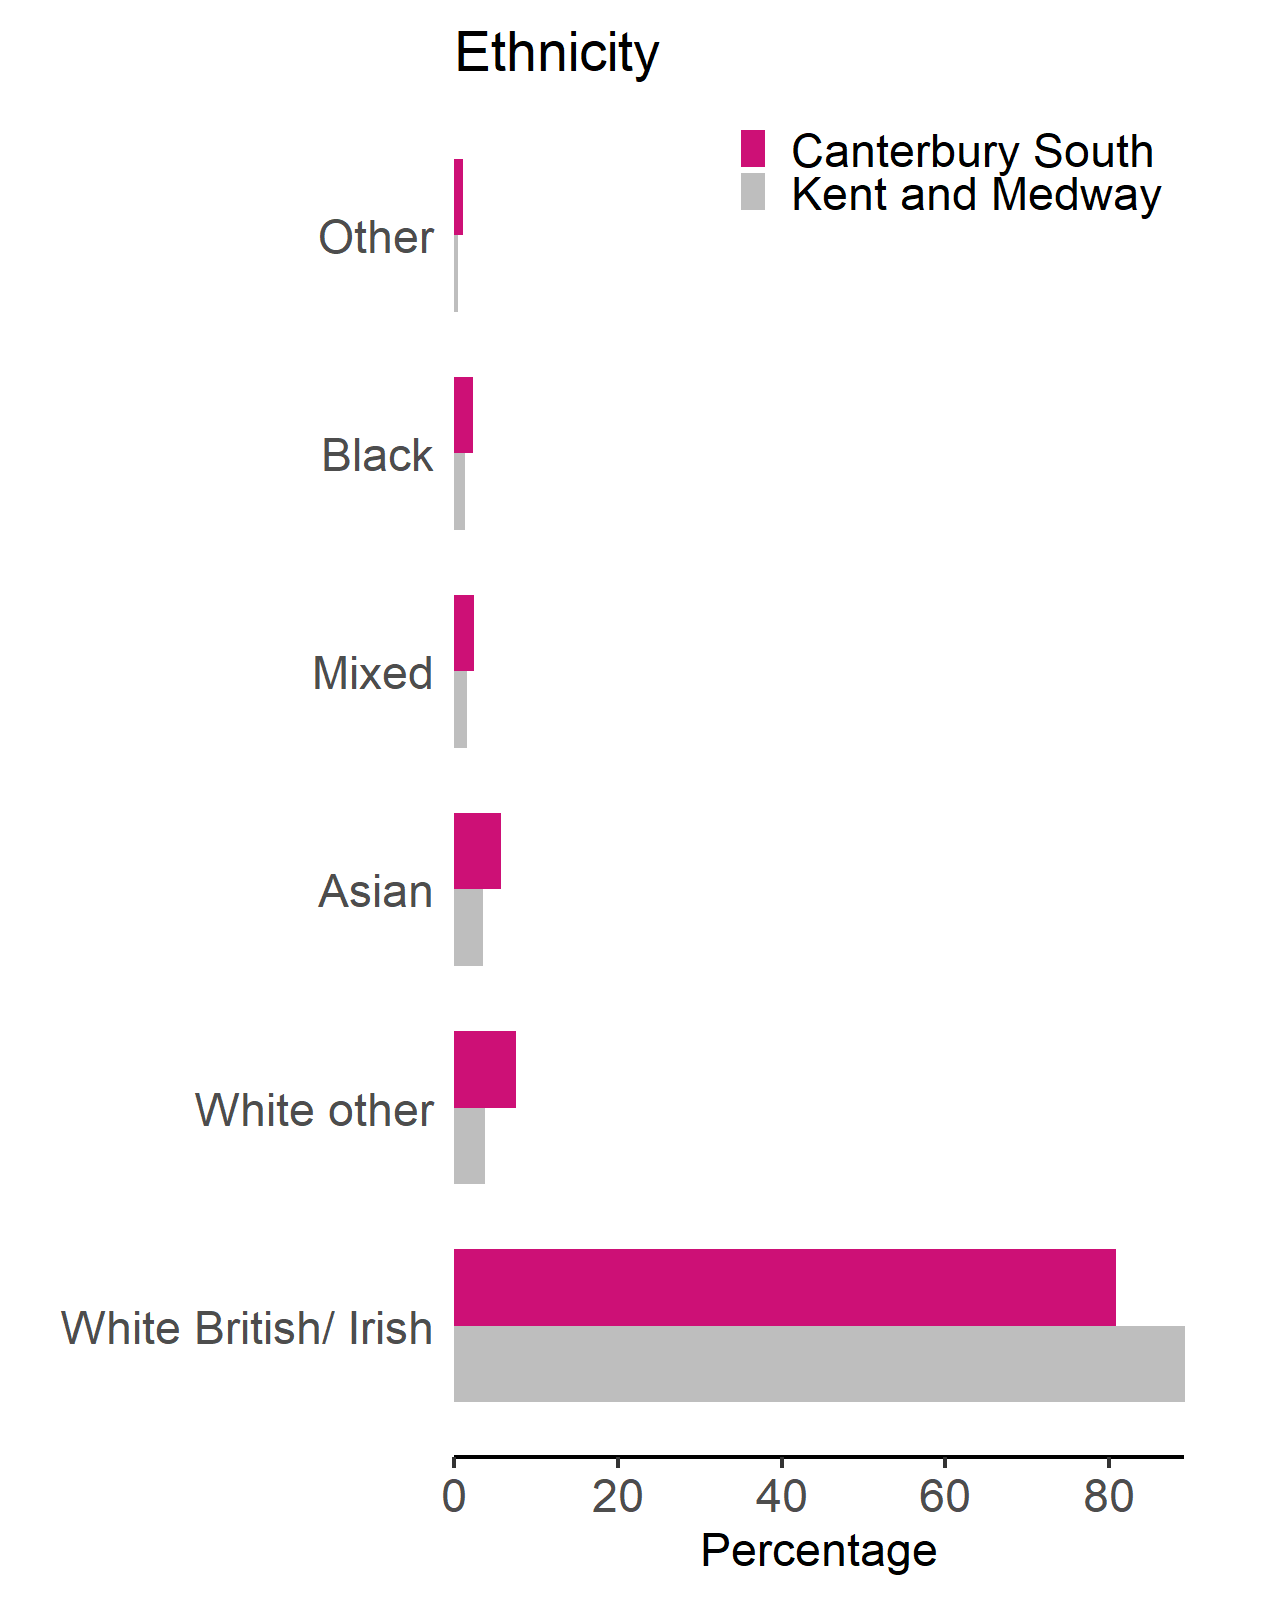 Ethnicity
Canterbury South
Kent and Medway
Other
Black
Mixed
Asian
White other
White British/ Irish
0 20 40 60 80
Percentage